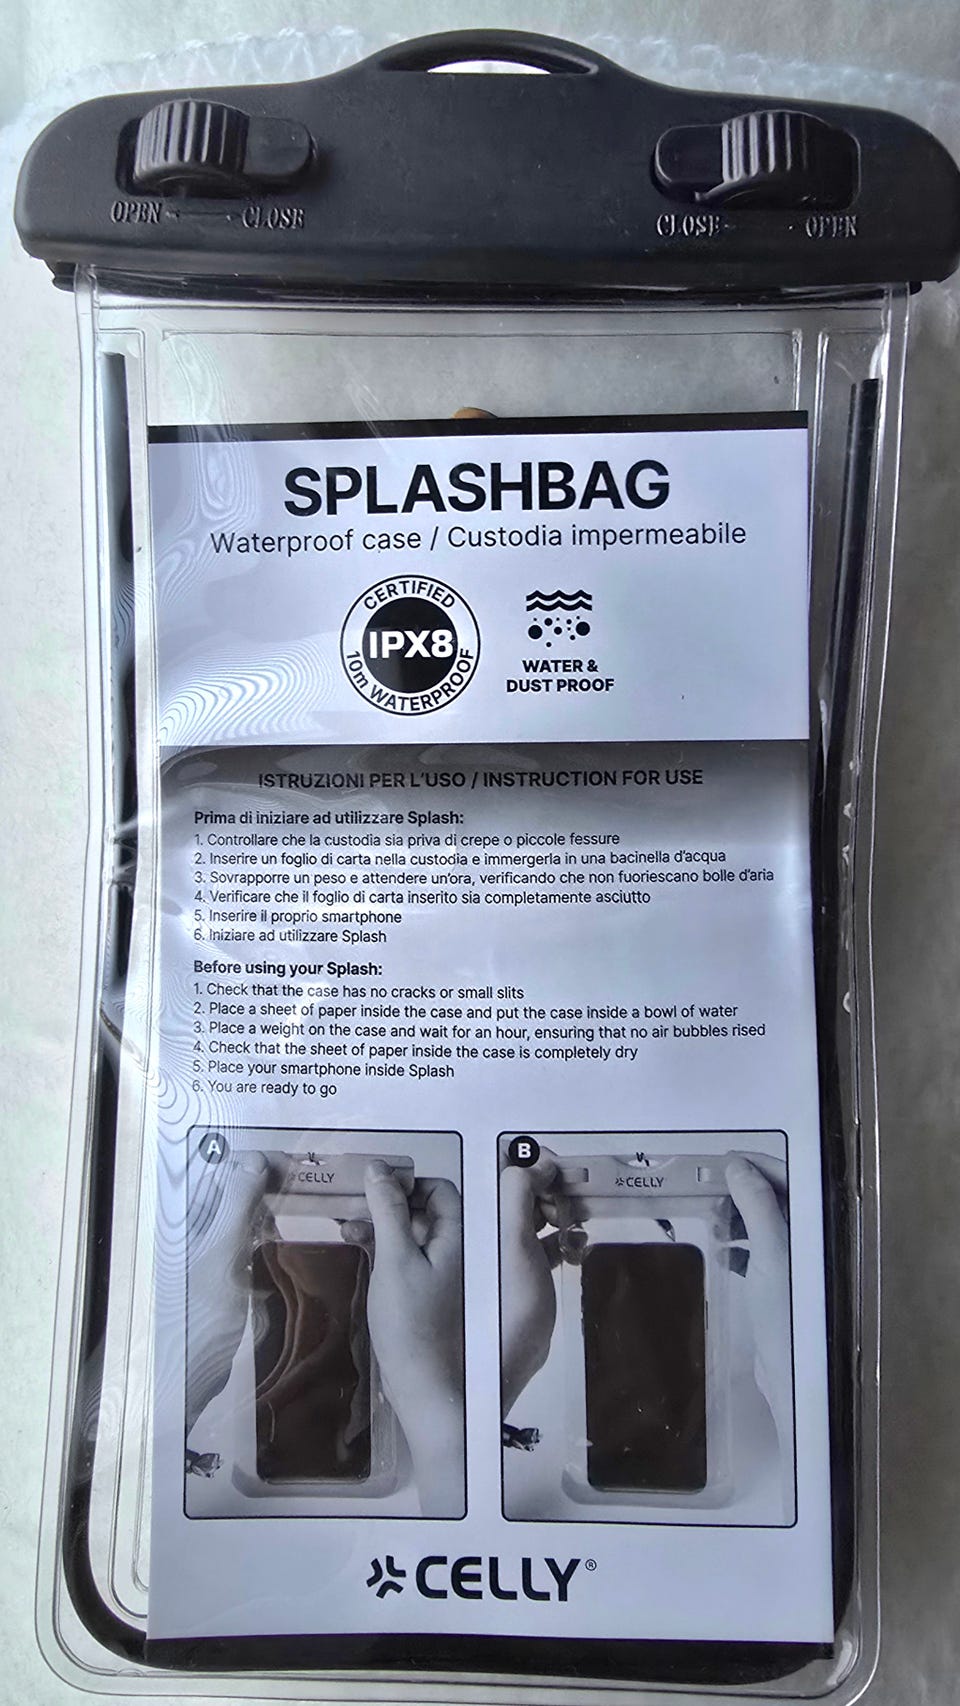 OPEN CLOSE CLOSE OPEN
SPLASHBAG
Waterproof case / Custodia impermeabile
CERTIFIED
IPX8
10m WATERPROOF
WATER &
DUST PROOF
ISTRUZIONI PER L'USO / INSTRUCTION FOR USE
Prima di iniziare ad utilizzare Splash:
1. Controllare che la custodia sia priva di crepe o piccole fessure
2. Inserire un foglio di carta nella custodia e immergerla in una bacinella d'acqua
3. Sovrapporre un peso e attendere un'ora, verificando che non fuoriescano bolle d'aria
4. Verificare che il foglio di carta inserito sia completamente asciutto
5. Inserire il proprio smartphone
6. Iniziare ad utilizzare Splash
Before using your Splash:
1. Check that the case has no cracks or small slits
2. Place a sheet of paper inside the case and put the case inside a bowl of water
3. Place a weight on the case and wait for an hour, ensuring that no air bubbles rised
4. Check that the sheet of paper inside the case is completely dry
5. Place your smartphone inside Splash
6. You are ready to go
A
CELLY
B
CELLY
CELLY®